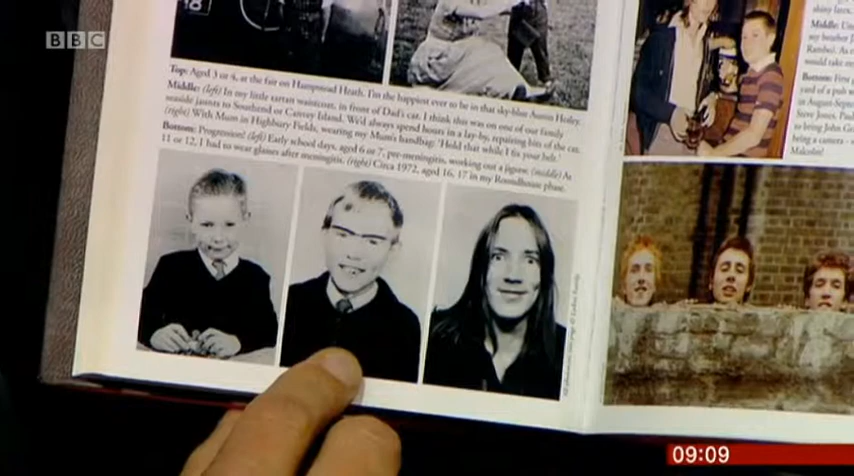 BBC
Top: Aged 3 or 4, at the fair on Hampstead Heath. I'm the happiest ever to be in that sky-blue Austin Healey.
Middle: (left) In my little tartan waistcoat, in front of Dad's car. I think this was on one of our family
seaside jaunts to Southend or Canvey Island. We'd always spend hours in a lay-by, repairing bits of the car.
(right) With Mum in Highbury Fields, wearing my Mum's handbag: 'Hold that while I fix your belt.'
Bottom: Progression! (left) Early school days, aged 6 or 7, pre-meningitis, working out a jigsaw. (middle) At
11 or 12, I had to wear glasses after meningitis. (right) Circa 1972, aged 16, 17 in my Roundhouse phase.
shiny
Middle:
my brother
would take
Bottom:
yard of a pub
in August-Sept
Steve Jones, Paul
bring John
bring a camera
Malcolm!
09:09